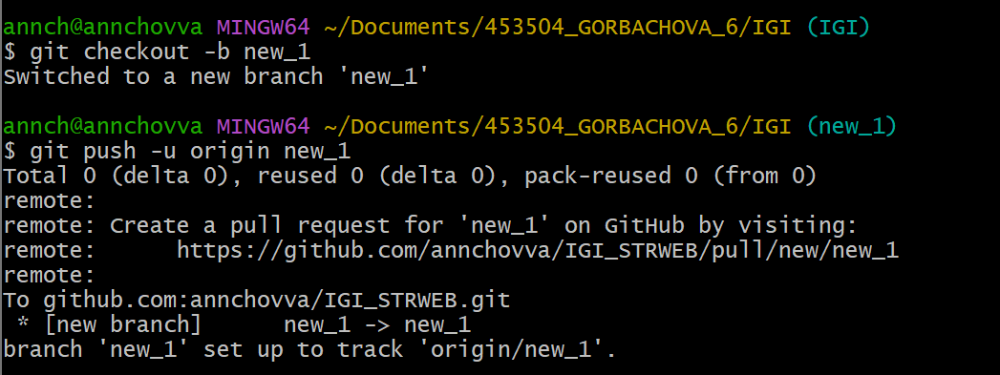 annch@annchovva MINGW64 ~/Documents/453504_GORBACHOVA_6/IGI (IGI)
$ git checkout -b new_1
Switched to a new branch 'new_1'

annch@annchovva MINGW64 ~/Documents/453504_GORBACHOVA_6/IGI (new_1)
$ git push -u origin new_1
Total 0 (delta 0), reused 0 (delta 0), pack-reused 0 (from 0)
remote:
remote: Create a pull request for 'new_1' on GitHub by visiting:
remote:      https://github.com/annchovva/IGI_STRWEB/pull/new/new_1
remote:
To github.com:annchovva/IGI_STRWEB.git
 * [new branch]      new_1 -> new_1
branch 'new_1' set up to track 'origin/new_1'.